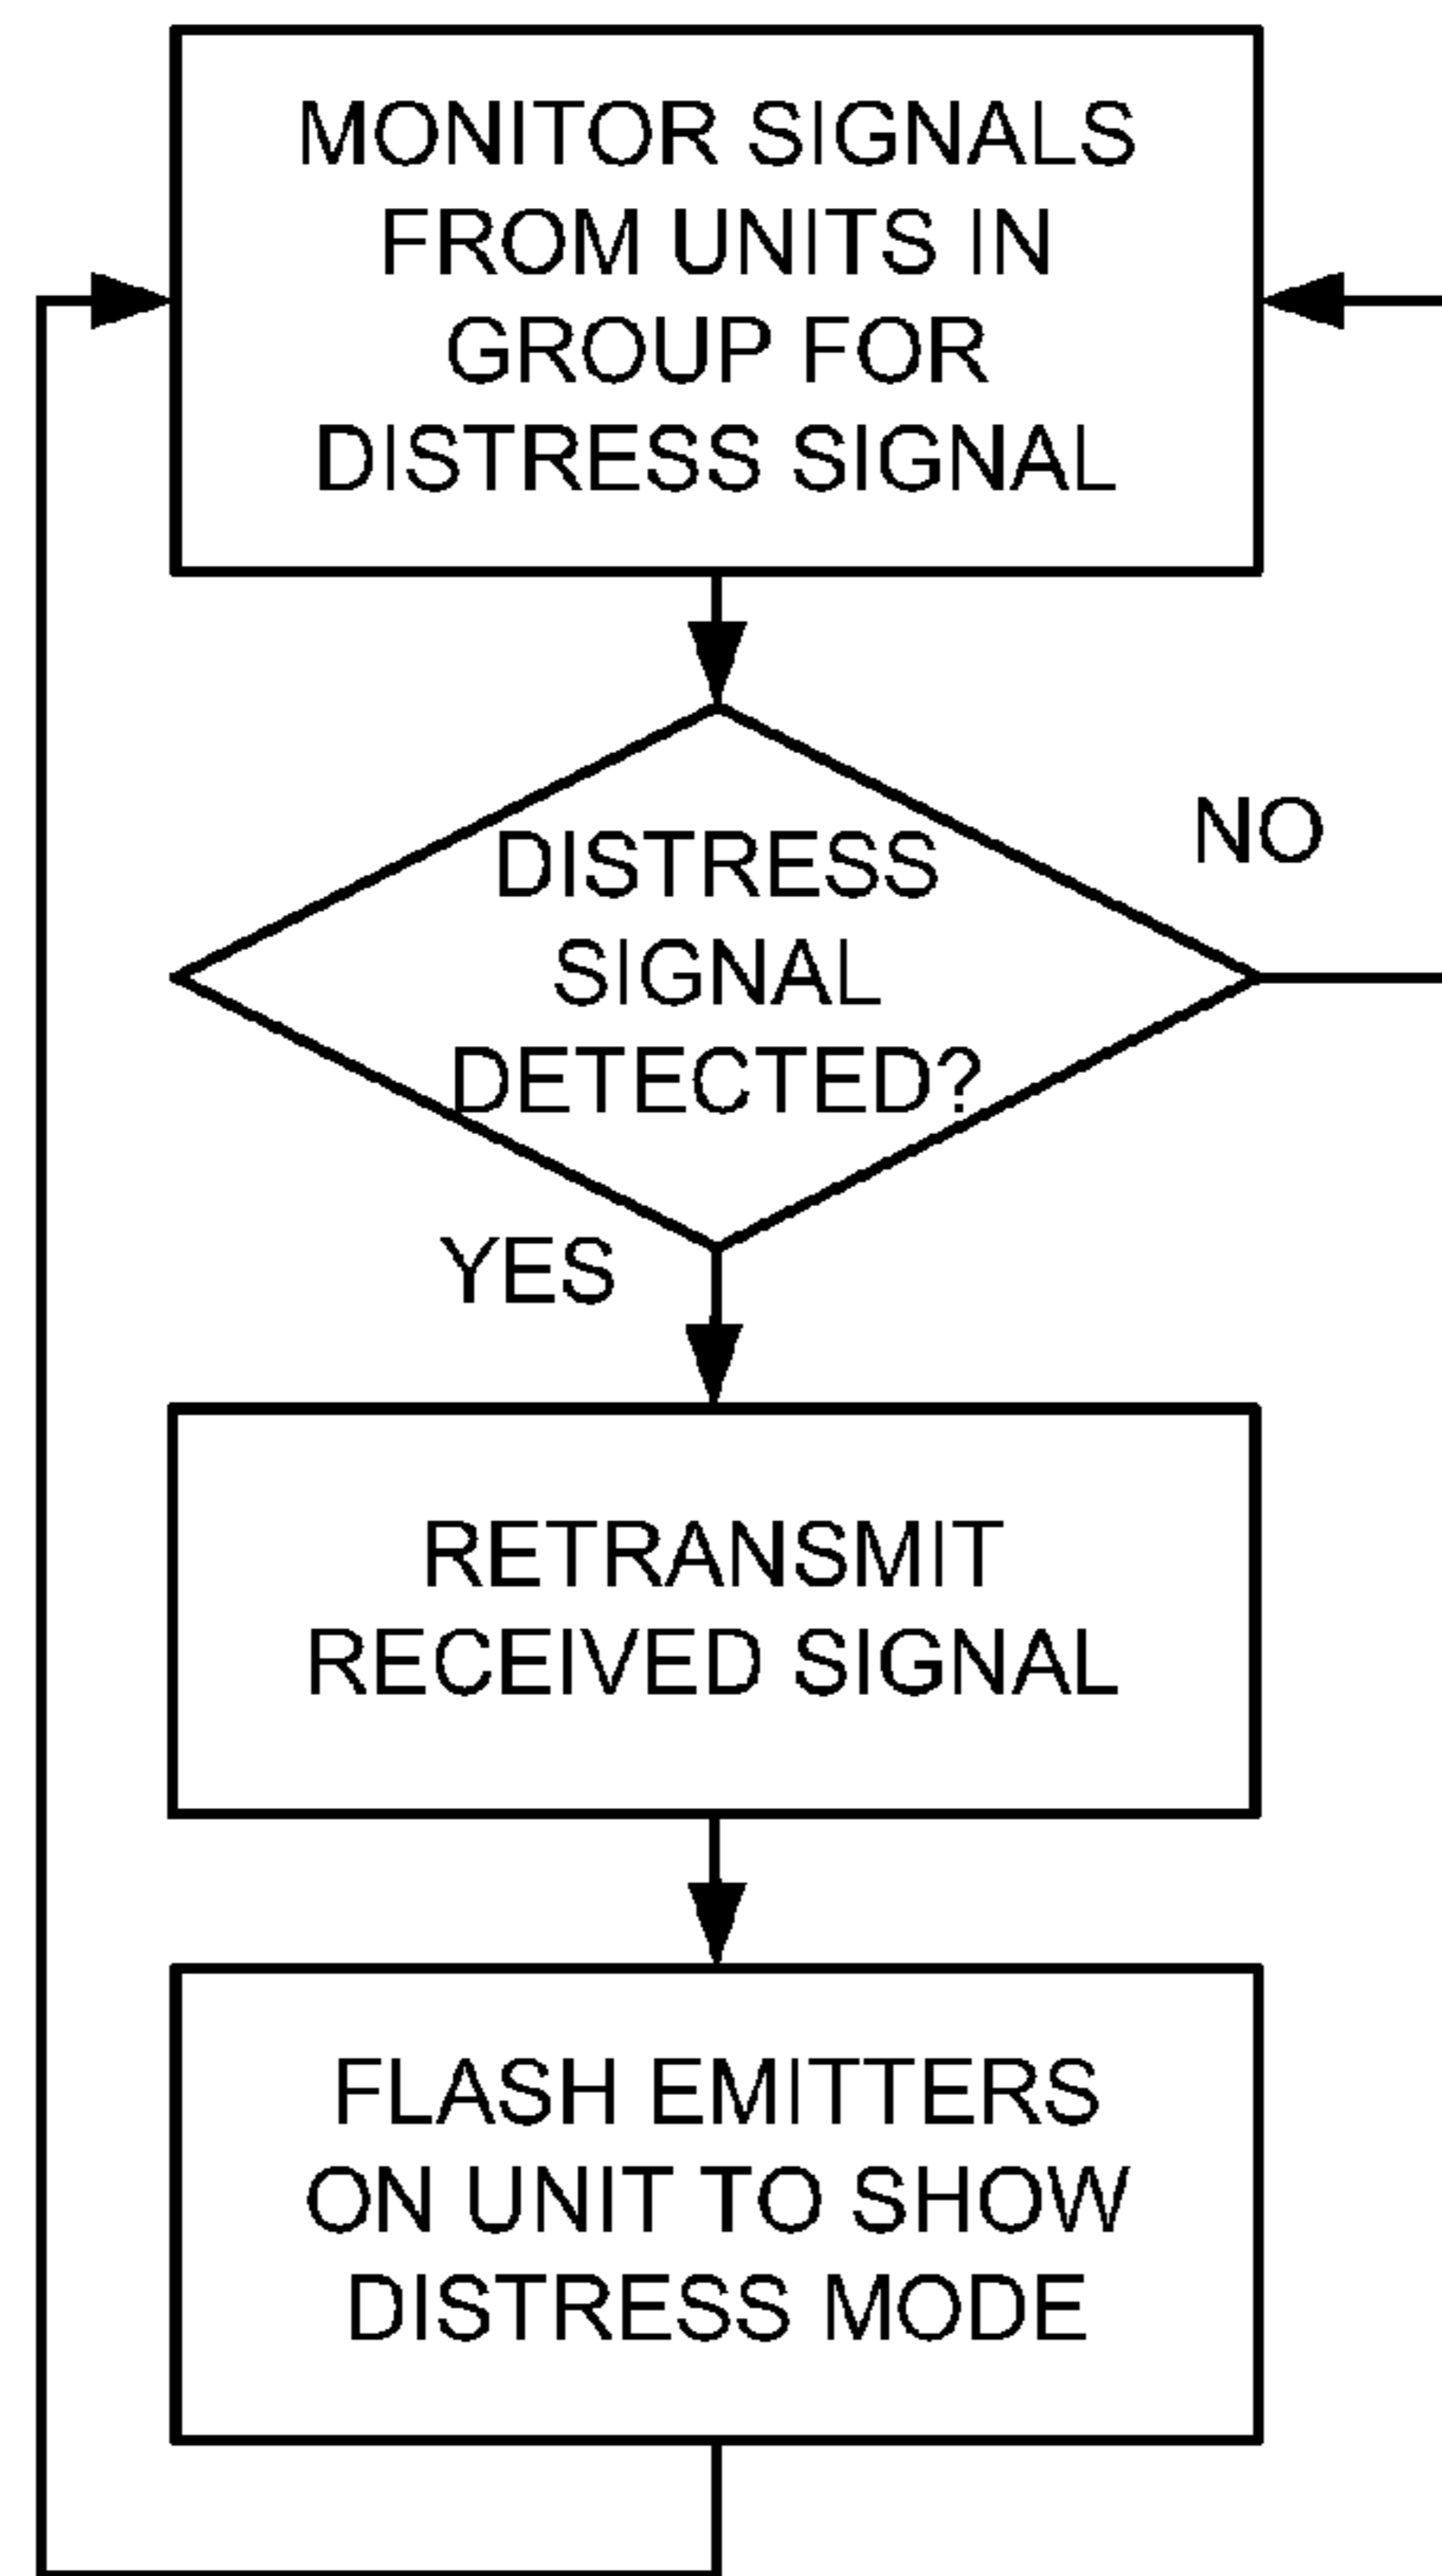 MONITOR SIGNALS
FROM UNITS IN
GROUP FOR
DISTRESS SIGNAL
DISTRESS
SIGNAL
DETECTED?
NO
YES
RETRANSMIT
RECEIVED SIGNAL
FLASH EMITTERS
ON UNIT TO SHOW
DISTRESS MODE